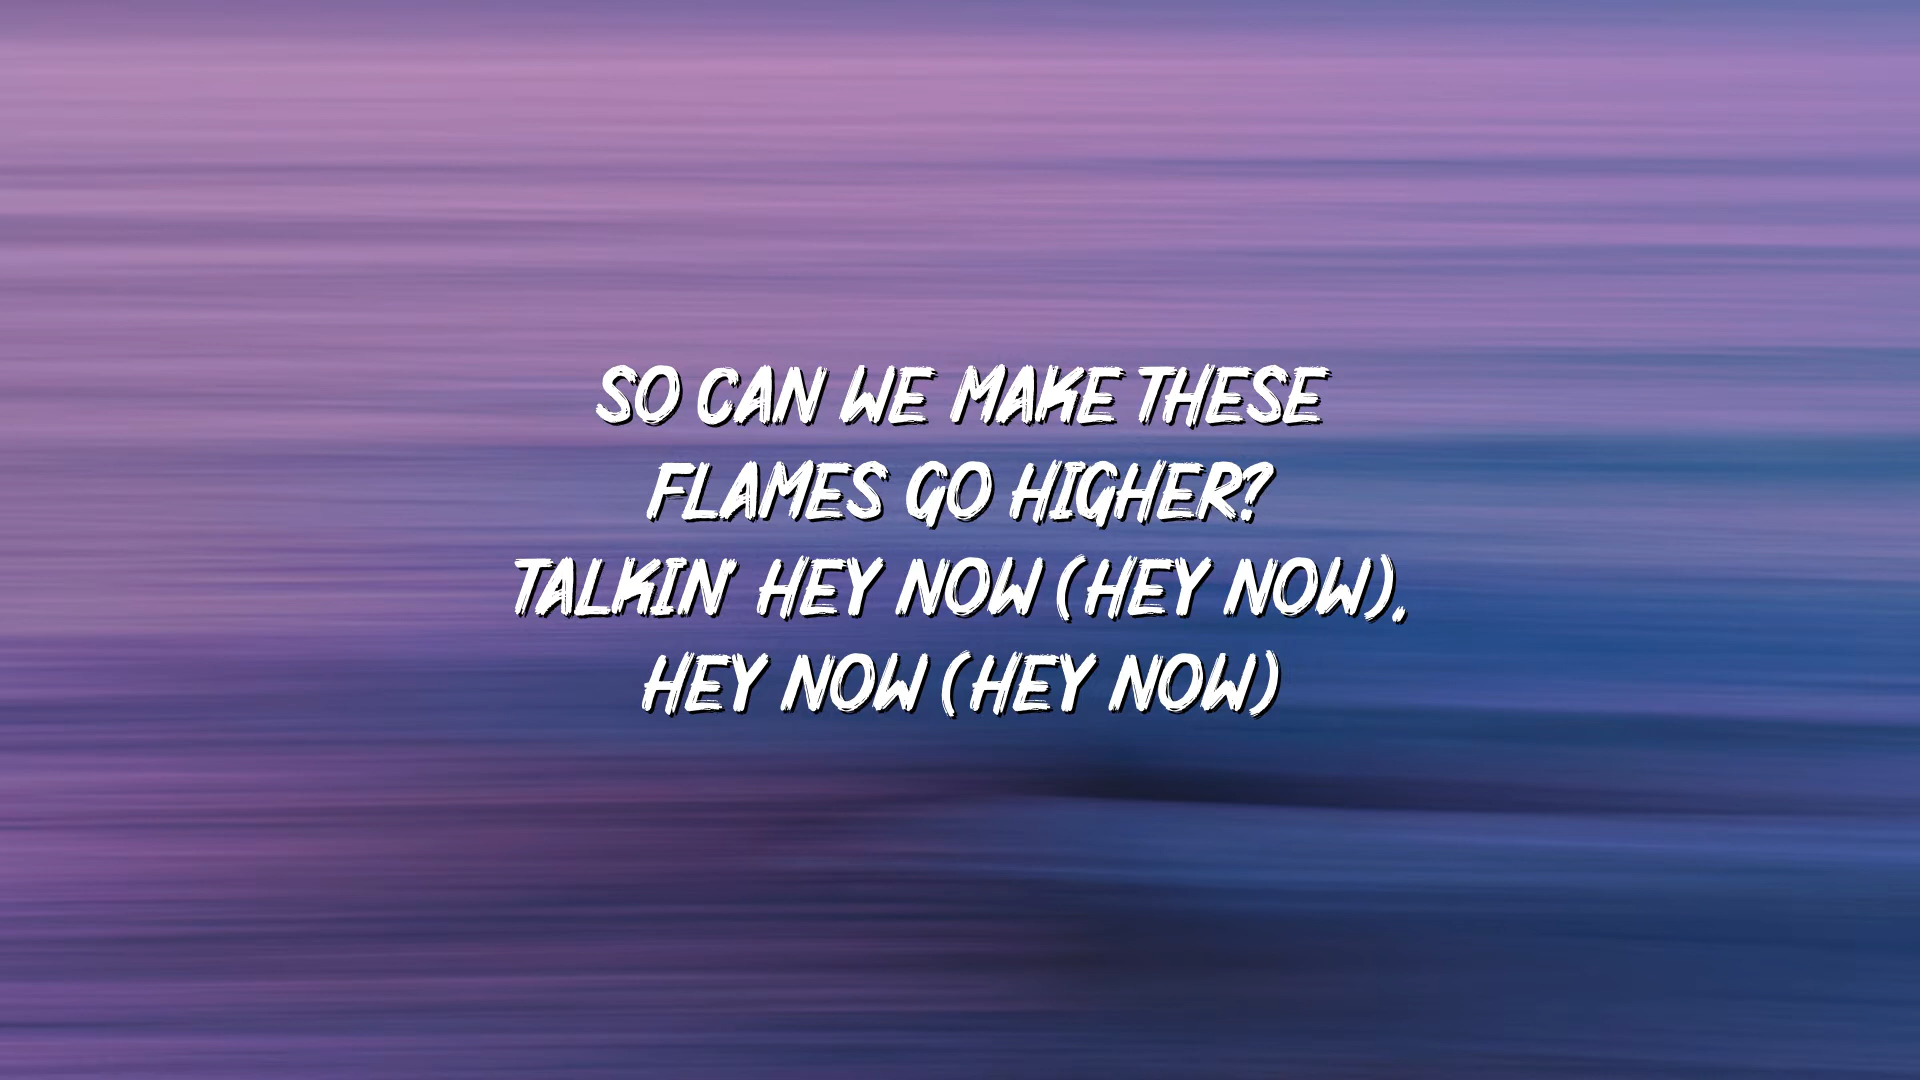 SO CAN WE MAKE THESE
FLAMES GO HIGHER?
TALKIN' HEY NOW (HEY NOW),
HEY NOW (HEY NOW)